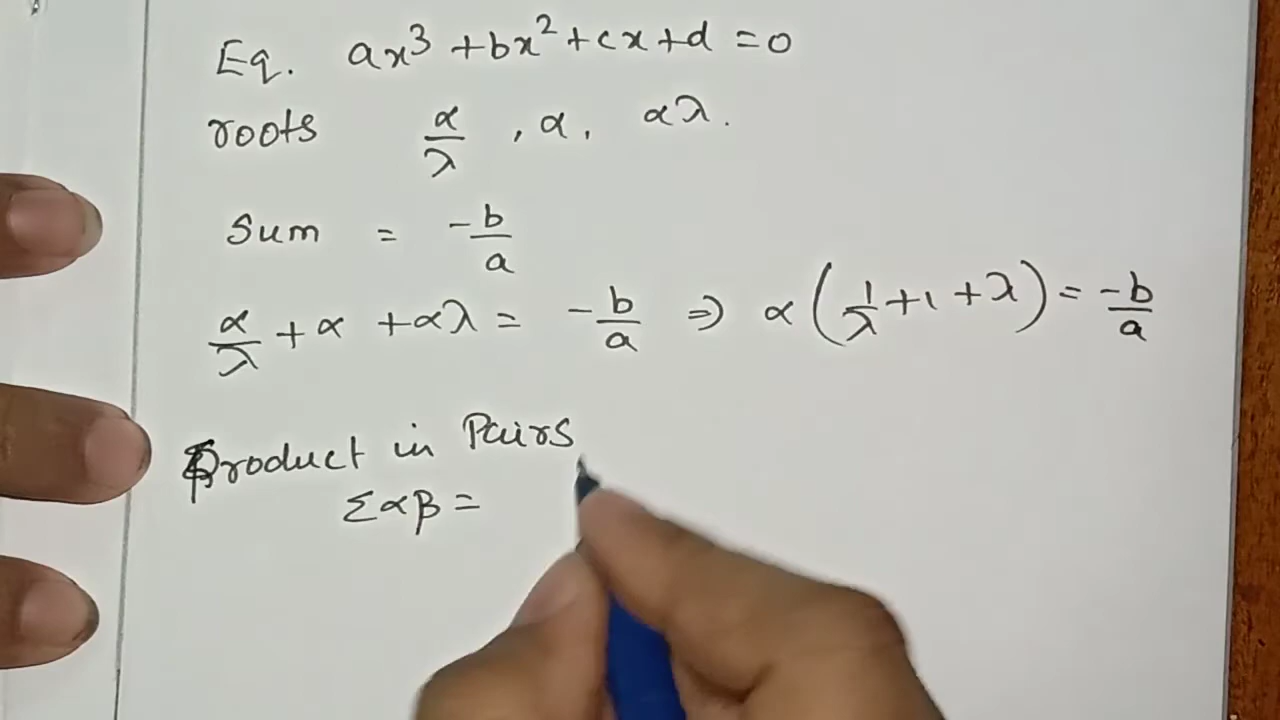 Eq. ax³ + bx² + cx + d = 0
roots α/λ , α , αλ .
Sum = -b/a
α/λ + α + αλ = -b/a ⇒ α(1/λ + 1 + λ) = -b/a
Product in Pairs
Σαβ =